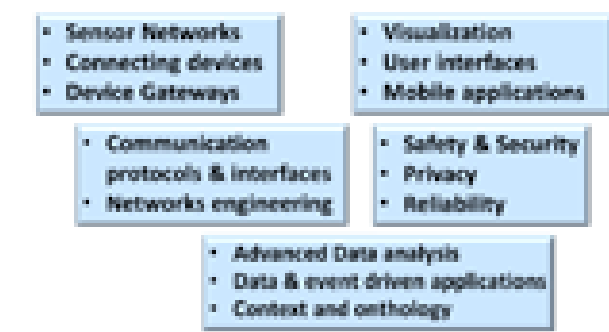 • Sensor Networks
• Connecting devices
• Device Gateways
• Visualization
• User interfaces
• Mobile applications
• Communication
protocols & interfaces
• Networks engineering
• Safety & Security
• Privacy
• Reliability
• Advanced Data analysis
• Data & event driven applications
• Context and onthology